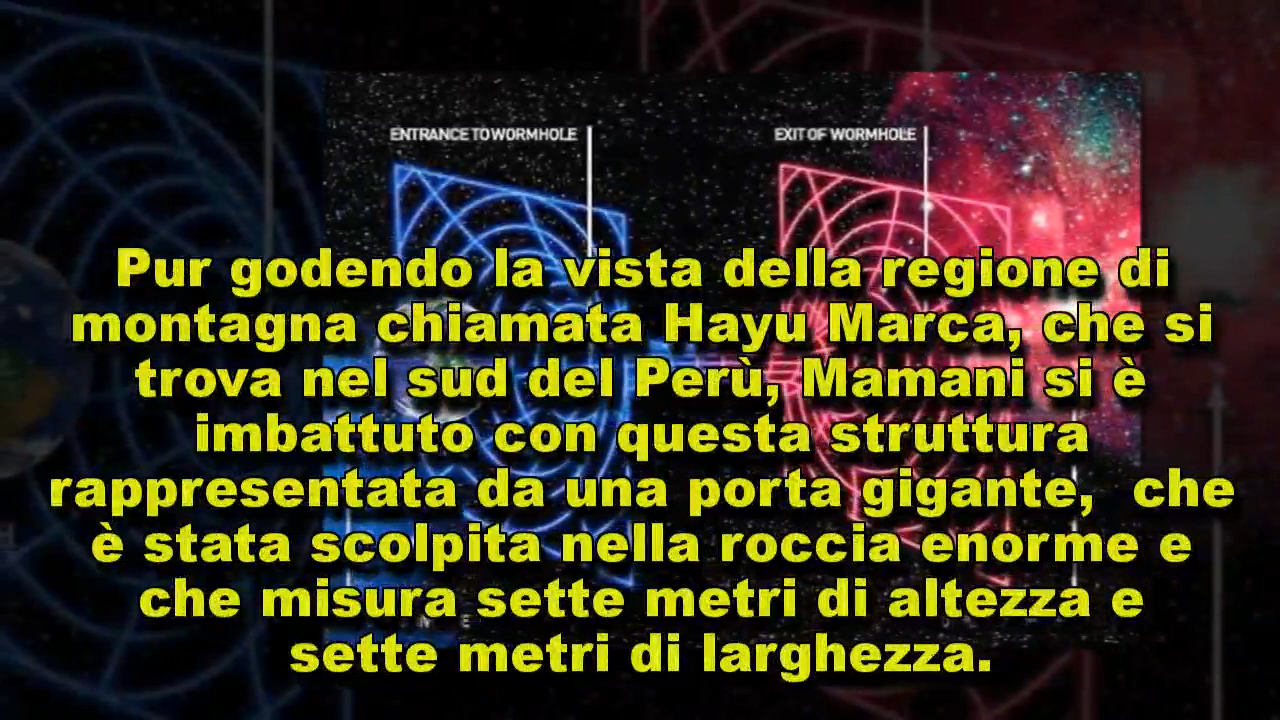 ENTRANCE TO WORMHOLE
EXIT OF WORMHOLE
Pur godendo la vista della regione di
montagna chiamata Hayu Marca, che si
trova nel sud del Perù, Mamani si è
imbattuto con questa struttura
rappresentata da una porta gigante,  che
è stata scolpita nella roccia enorme e
che misura sette metri di altezza e
sette metri di larghezza.